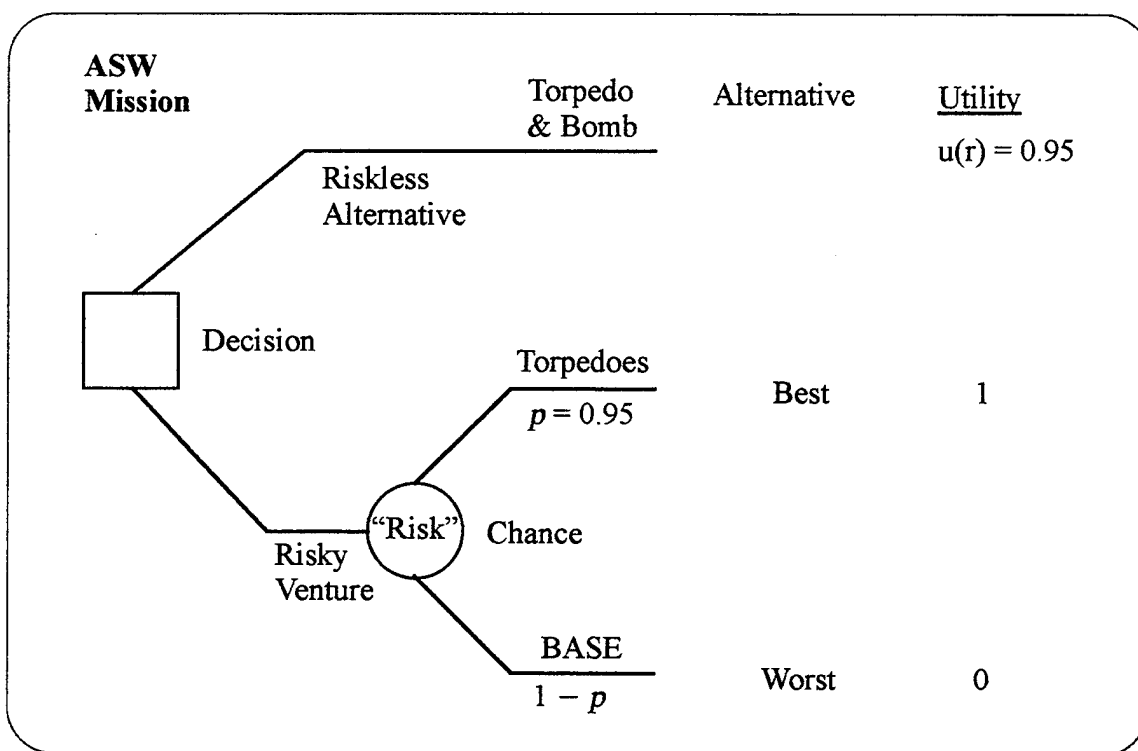 ASW
Mission
Torpedo
& Bomb
Alternative
Utility
u(r) = 0.95
Riskless
Alternative
Decision
Torpedoes
p = 0.95
Best
1
“Risk”
Chance
Risky
Venture
BASE
1 − p
Worst
0